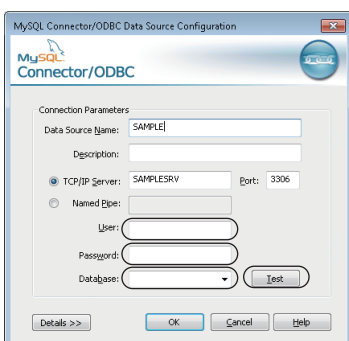 MySQL Connector/ODBC Data Source Configuration
MySQL
Connector/ODBC
Connection Parameters
Data Source Name: SAMPLE
Description:
TCP/IP Server: SAMPLESRV Port: 3306
Named Pipe:
User:
Password:
Database: Test
Details >> OK Cancel Help